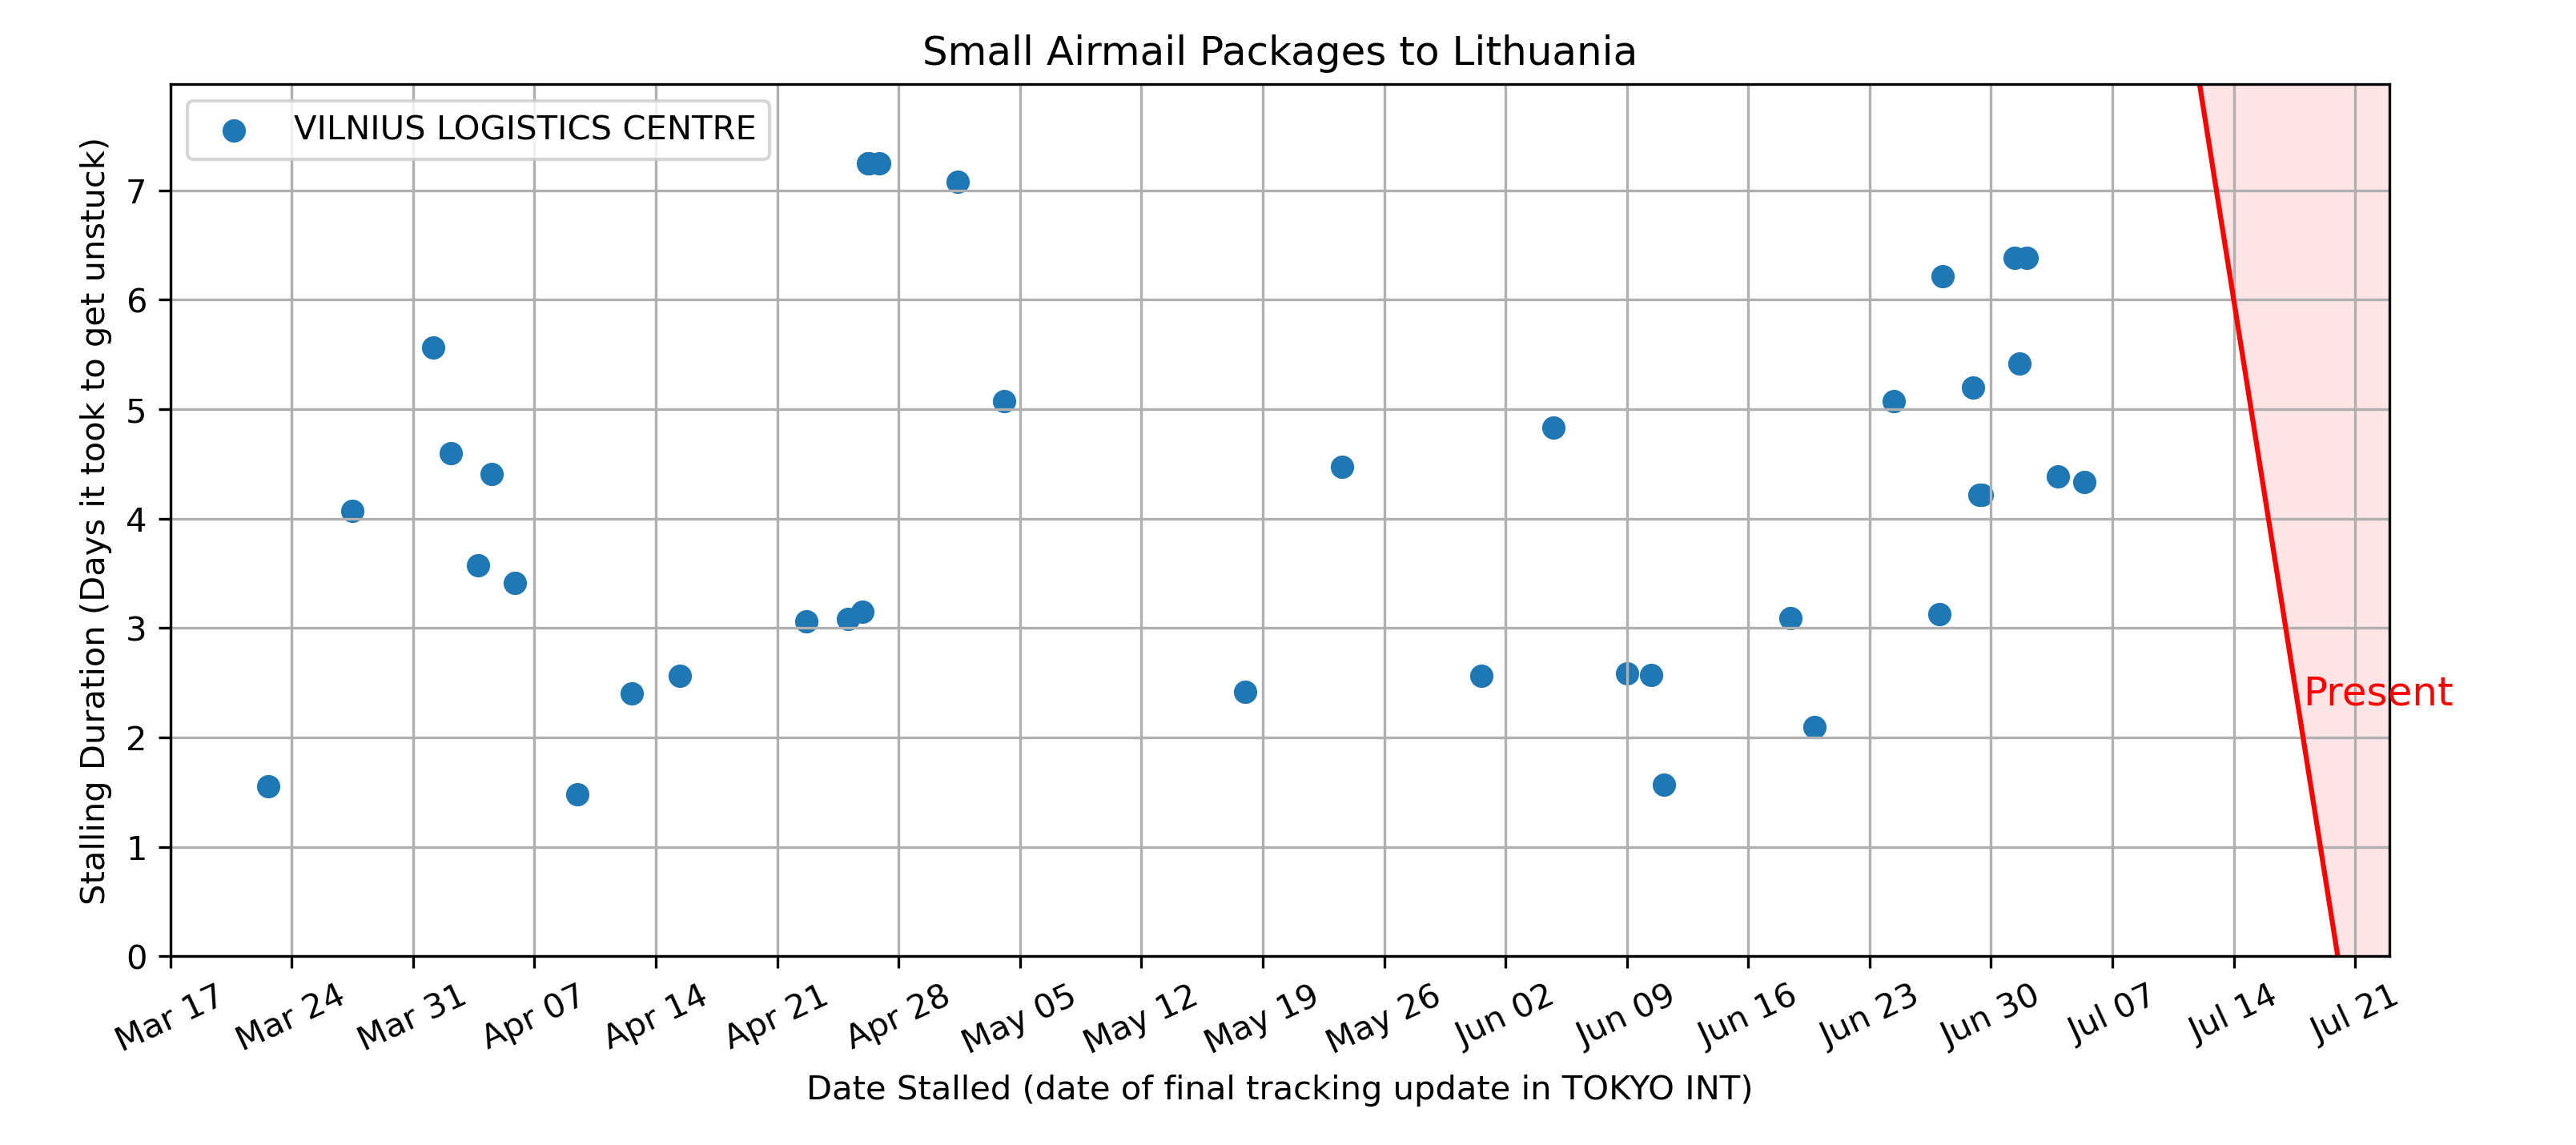 Small Airmail Packages to Lithuania
VILNIUS LOGISTICS CENTRE
Stalling Duration (Days it took to get unstuck)
7
6
5
4
3
2
1
0
Present
Mar 17
Mar 24
Mar 31
Apr 07
Apr 14
Apr 21
Apr 28
May 05
May 12
May 19
May 26
Jun 02
Jun 09
Jun 16
Jun 23
Jun 30
Jul 07
Jul 14
Jul 21
Date Stalled (date of final tracking update in TOKYO INT)